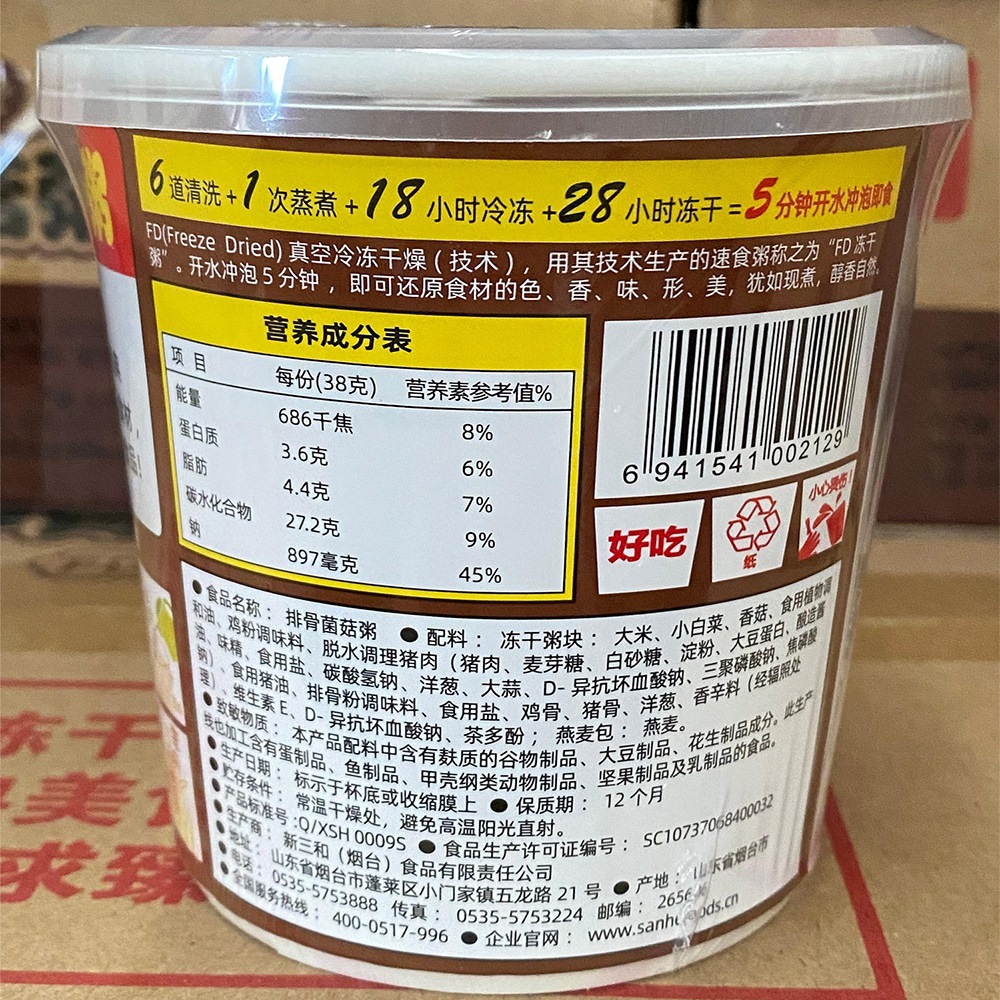 粥
6道清洗+1次蒸煮+18小时冷冻+28小时冻干=5分钟开水冲泡即食
FD(Freeze Dried) 真空冷冻干燥（技术），用其技术生产的速食粥称之为“FD 冻干
粥”。开水冲泡5分钟，即可还原食材的色、香、味、形、美，犹如现煮，醇香自然。
营养成分表
项 目 每份(38克) 营养素参考值%
能量 686千焦 8%
蛋白质 3.6克 6%
脂肪 4.4克 7%
碳水化合物 27.2克 9%
钠 897毫克 45%
6 941541 002129
好吃
纸
小心烫伤！
●食品名称：排骨菌菇粥 ●配料：冻干粥块：大米、小白菜、香菇、食用植物调
和油、鸡粉调味料、脱水调理猪肉（猪肉、麦芽糖、白砂糖、淀粉、大豆蛋白、酿造酱
油、味精、食用盐、碳酸氢钠、洋葱、大蒜、D-异抗坏血酸钠、三聚磷酸钠、焦磷酸
钠）、食用猪油、排骨粉调味料、食用盐、鸡骨、猪骨、洋葱、香辛料（经辐照处
理）、维生素E、D-异抗坏血酸钠、茶多酚；燕麦包：燕麦。
●致敏物质：本产品配料中含有麸质的谷物制品、大豆制品、花生制品成分。此生产
线也加工含有蛋制品、鱼制品、甲壳纲类动物制品、坚果制品及乳制品的食品。
●生产日期：标示于杯底或收缩膜上 ●保质期：12个月
●贮存条件：常温干燥处，避免高温阳光直射。
●产品标准号:Q/XSH 0009S ●食品生产许可证编号：SC10737068400032
●生产商：新三和（烟台）食品有限责任公司
●地址：山东省烟台市蓬莱区小门家镇五龙路21号 ●产地：山东省烟台市
●电话：0535-5753888 传真：0535-5753224 邮编：
●全国服务热线：400-0517-996 ●企业官网：
冻干
美
求臻